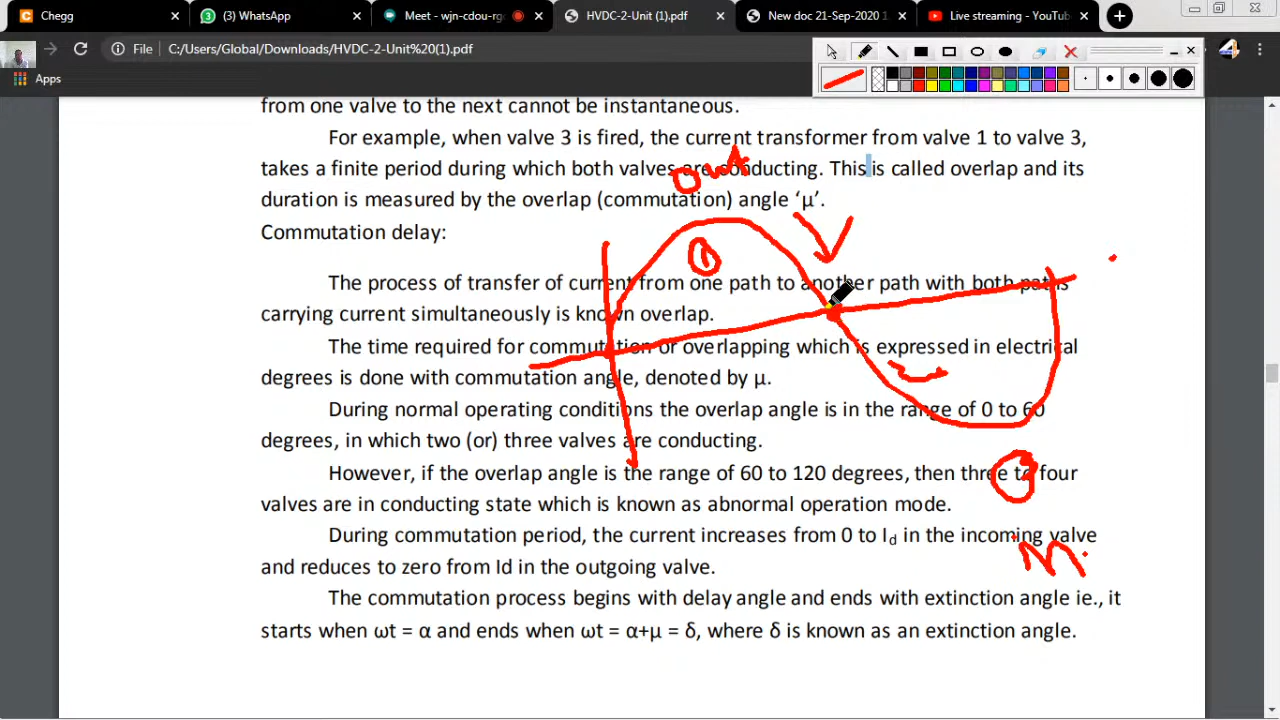 Chegg
(3) WhatsApp
Meet - wjn-cdou-rg
HVDC-2-Unit (1).pdf
New doc 21-Sep-2020 1
Live streaming - YouTu
File
C:/Users/Global/Downloads/HVDC-2-Unit%20(1).pdf
Apps
from one valve to the next cannot be instantaneous.
For example, when valve 3 is fired, the current transformer from valve 1 to valve 3,
takes a finite period during which both valves are conducting. This is called overlap and its
duration is measured by the overlap (commutation) angle ‘μ’.
out
Commutation delay:
1
The process of transfer of current from one path to another path with both paths
carrying current simultaneously is known overlap.
The time required for commutation or overlapping which is expressed in electrical
degrees is done with commutation angle, denoted by μ.
During normal operating conditions the overlap angle is in the range of 0 to 60
degrees, in which two (or) three valves are conducting.
However, if the overlap angle is the range of 60 to 120 degrees, then three to four
3
valves are in conducting state which is known as abnormal operation mode.
During commutation period, the current increases from 0 to Id in the incoming valve
and reduces to zero from Id in the outgoing valve.
The commutation process begins with delay angle and ends with extinction angle ie., it
starts when ωt = α and ends when ωt = α+μ = δ, where δ is known as an extinction angle.